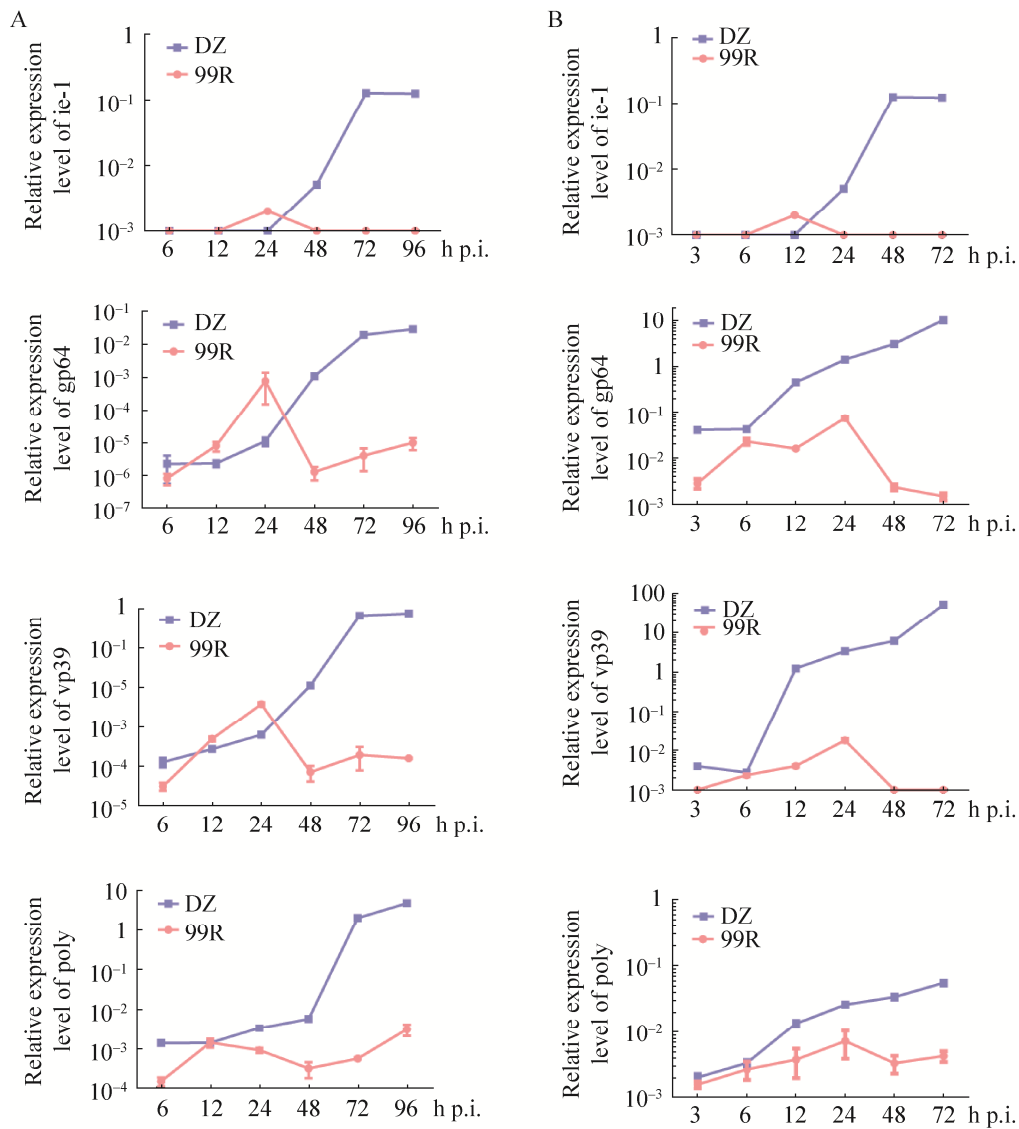 A
Relative expression
level of ie-1
1
10⁻¹
10⁻²
10⁻³
DZ
99R
6 12 24 48 72 96 h p.i.
Relative expression
level of gp64
10⁻¹
10⁻²
10⁻³
10⁻⁴
10⁻⁵
10⁻⁶
10⁻⁷
DZ
99R
6 12 24 48 72 96 h p.i.
Relative expression
level of vp39
1
10⁻¹
10⁻⁵
10⁻³
10⁻⁴
10⁻⁵
DZ
99R
6 12 24 48 72 96 h p.i.
Relative expression
level of poly
10
1
10⁻¹
10⁻²
10⁻³
10⁻⁴
DZ
99R
6 12 24 48 72 96 h p.i.
B
Relative expression
level of ie-1
1
10⁻¹
10⁻²
10⁻³
DZ
99R
3 6 12 24 48 72 h p.i.
Relative expression
level of gp64
10
1
10⁻¹
10⁻²
10⁻³
DZ
99R
3 6 12 24 48 72 h p.i.
Relative expression
level of vp39
100
10
1
10⁻¹
10⁻²
10⁻³
DZ
99R
3 6 12 24 48 72 h p.i.
Relative expression
level of poly
1
10⁻¹
10⁻²
10⁻³
DZ
99R
3 6 12 24 48 72 h p.i.